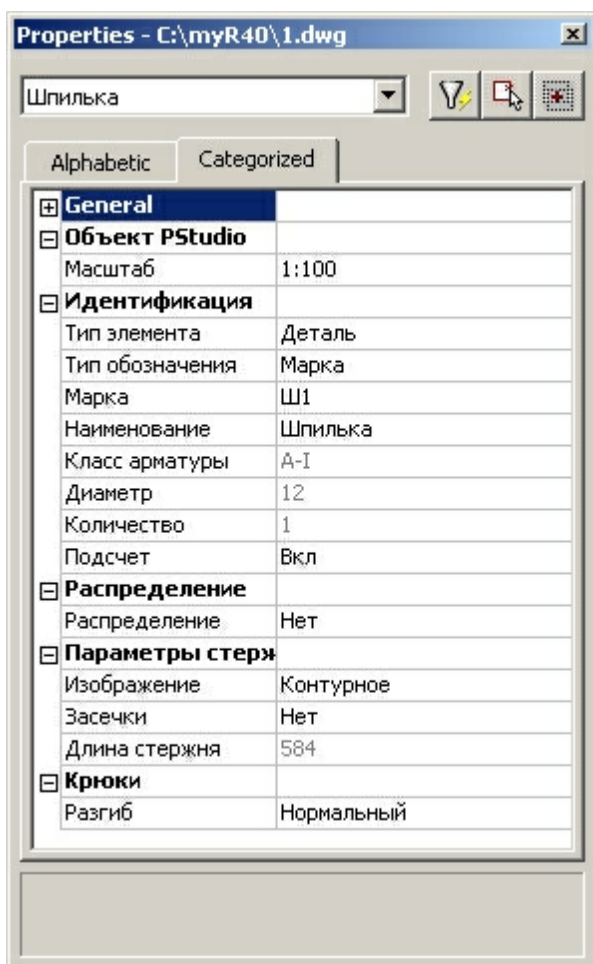 Properties - C:\myR40\1.dwg
Шпилька
Alphabetic Categorized
General
Объект PStudio
Масштаб 1:100
Идентификация
Тип элемента Деталь
Тип обозначения Марка
Марка Ш1
Наименование Шпилька
Класс арматуры A-I
Диаметр 12
Количество 1
Подсчет Вкл
Распределение
Распределение Нет
Параметры стерж
Изображение Контурное
Засечки Нет
Длина стержня 584
Крюки
Разгиб Нормальный